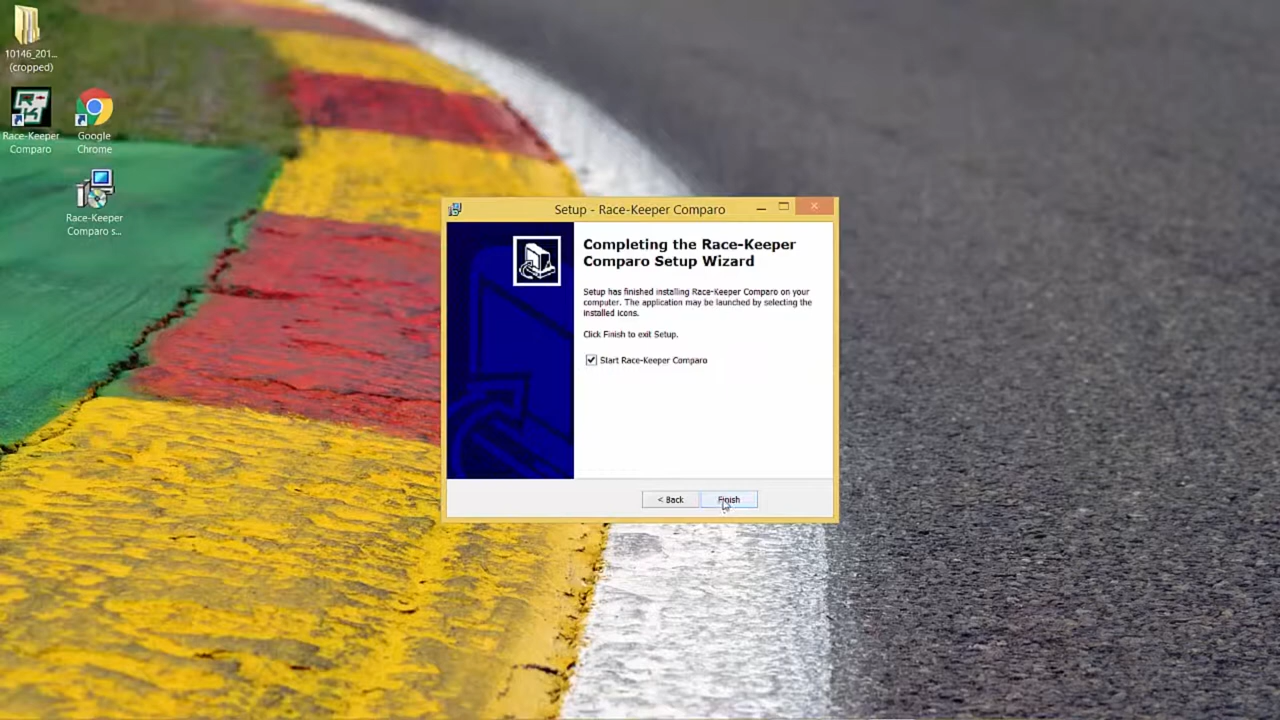 10146_201...
(cropped)
Race-Keeper
Comparo
Google
Chrome
Race-Keeper
Comparo s...
Setup - Race-Keeper Comparo
Completing the Race-Keeper
Comparo Setup Wizard
Setup has finished installing Race-Keeper Comparo on your
computer. The application may be launched by selecting the
installed icons.
Click Finish to exit Setup.
Start Race-Keeper Comparo
< Back
Finish